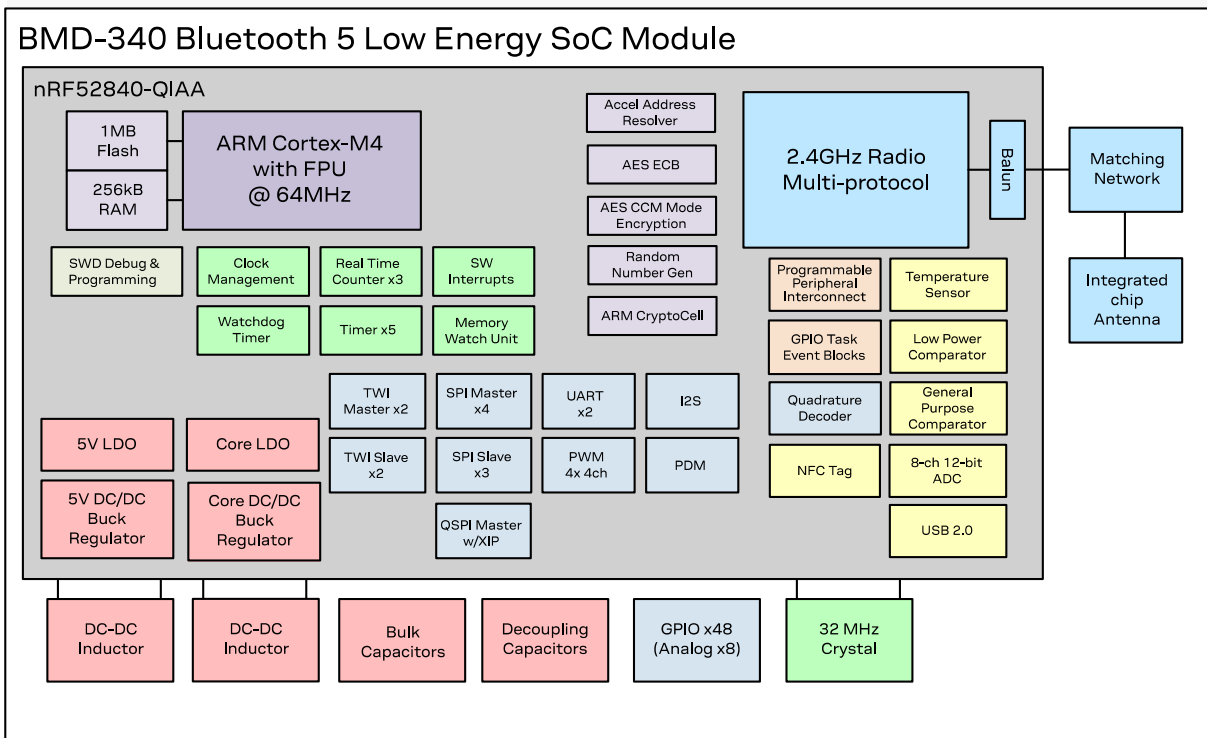 BMD-340 Bluetooth 5 Low Energy SoC Module
nRF52840-QIAA
1MB
Flash
256kB
RAM
ARM Cortex-M4
with FPU
@ 64MHz
Accel Address
Resolver
AES ECB
AES CCM Mode
Encryption
Random
Number Gen
ARM CryptoCell
2.4GHz Radio
Multi-protocol
Balun
Matching
Network
Integrated
chip
Antenna
SWD Debug &
Programming
Clock
Management
Real Time
Counter x3
SW
Interrupts
Watchdog
Timer
Timer x5
Memory
Watch Unit
Programmable
Peripheral
Interconnect
Temperature
Sensor
GPIO Task
Event Blocks
Low Power
Comparator
Quadrature
Decoder
General
Purpose
Comparator
NFC Tag
8-ch 12-bit
ADC
USB 2.0
TWI
Master x2
SPI Master
x4
UART
x2
I2S
TWI Slave
x2
SPI Slave
x3
PWM
4x 4ch
PDM
QSPI Master
w/XIP
5V LDO
Core LDO
5V DC/DC
Buck
Regulator
Core DC/DC
Buck
Regulator
DC-DC
Inductor
DC-DC
Inductor
Bulk
Capacitors
Decoupling
Capacitors
GPIO x48
(Analog x8)
32 MHz
Crystal